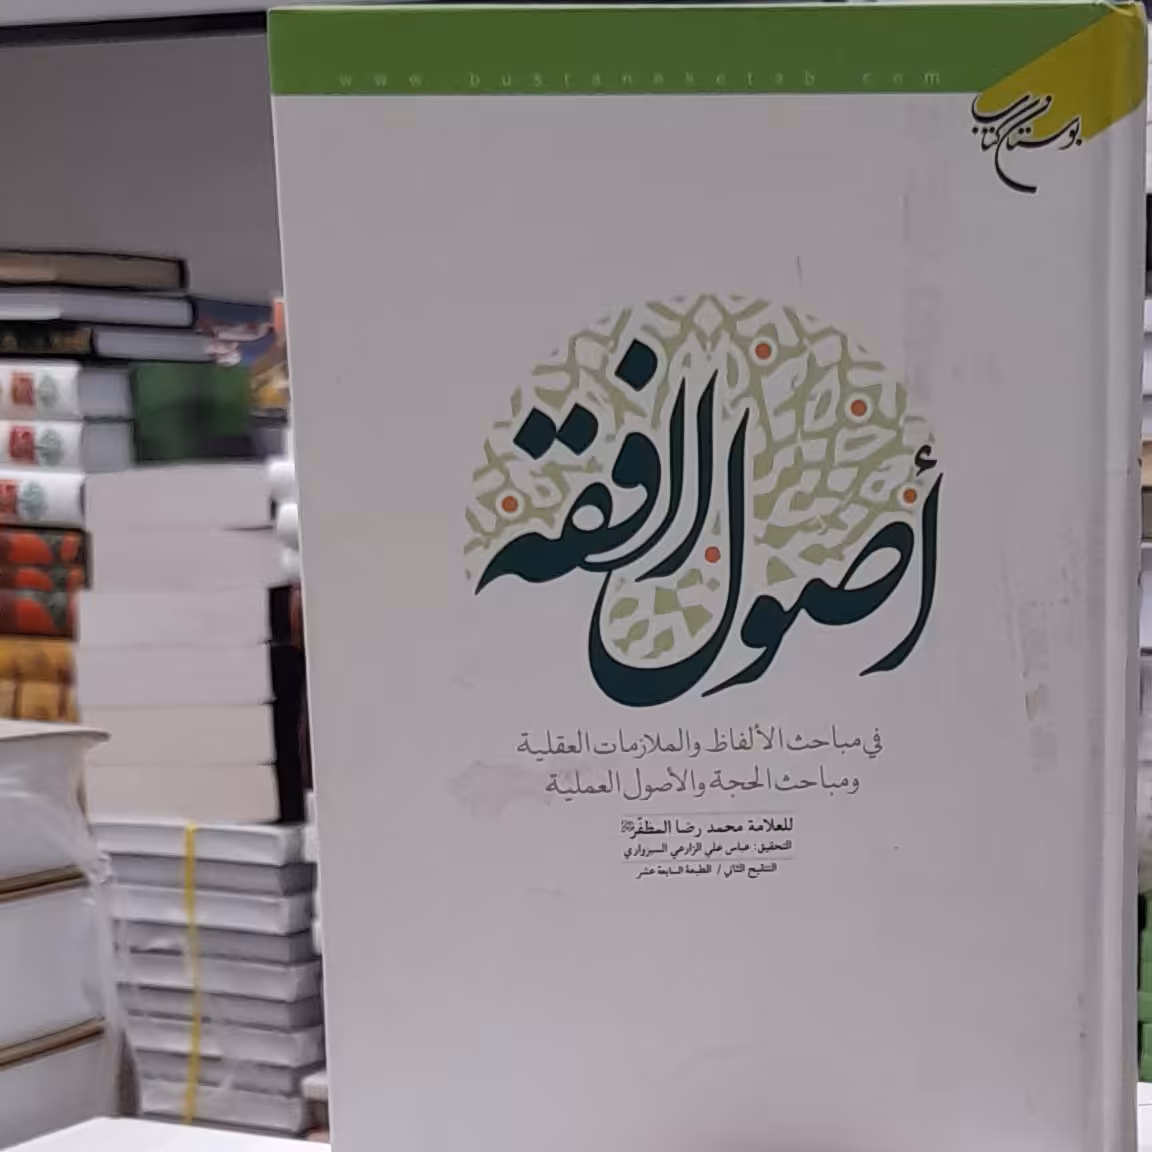 www.bustaneketab.com
بوستان کتاب
أصول الفقه
في مباحث الألفاظ والملازمات العقلية
ومباحث الحجة والأصول العملية
للعلامة محمد رضا المظفّر
التحقيق: عباس علي الزارعي السبزواري
التنقيح الثاني / الطبعة السابعة عشر